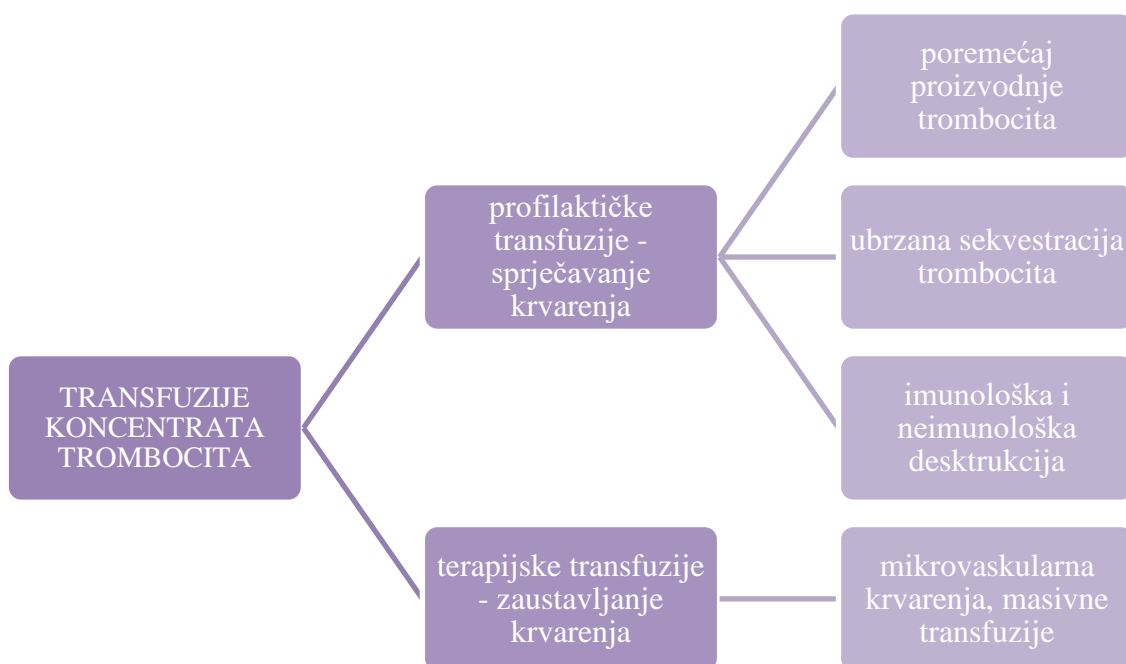 TRANSFUZIJE
KONCENTRATA
TROMBOCITA
profilaktičke
transfuzije -
sprječavanje
krvarenja
poremećaj
proizvodnje
trombocita
ubrzana sekvestracija
trombocita
imunološka i
neimunološka
desktrukcija
terapijske transfuzije
- zaustavljanje
krvarenja
mikrovaskularna
krvarenja, masivne
transfuzije